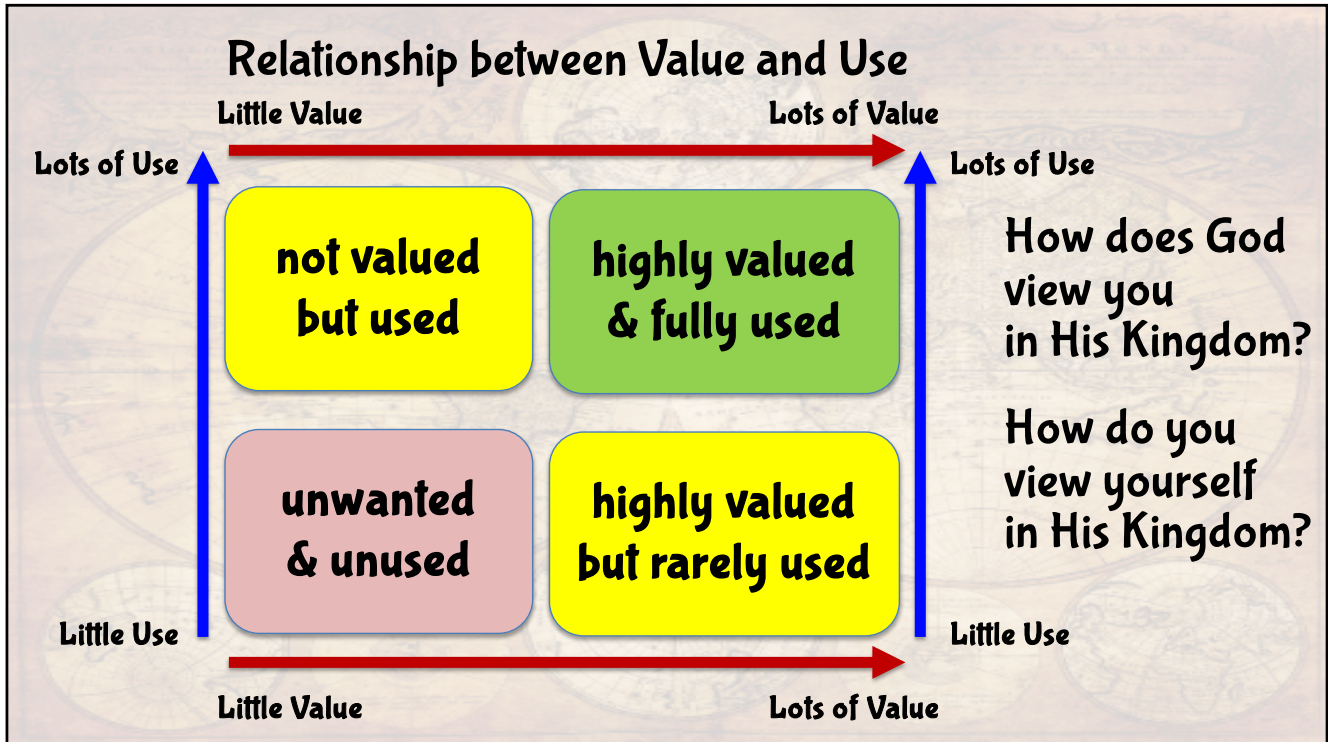 Relationship between Value and Use
Little Value
Lots of Value
Lots of Use
Lots of Use
not valued
but used
highly valued
& fully used
How does God
view you
in His Kingdom?
unwanted
& unused
highly valued
but rarely used
How do you
view yourself
in His Kingdom?
Little Use
Little Use
Little Value
Lots of Value